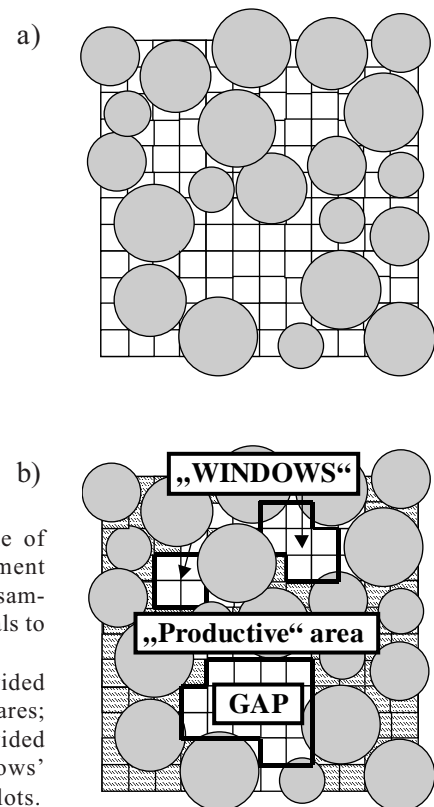 a)
b)
„WINDOWS“
e of
ment
sam-
„Productive“ area
ls to
ided
GAP
ares;
ided
ows’
lots.